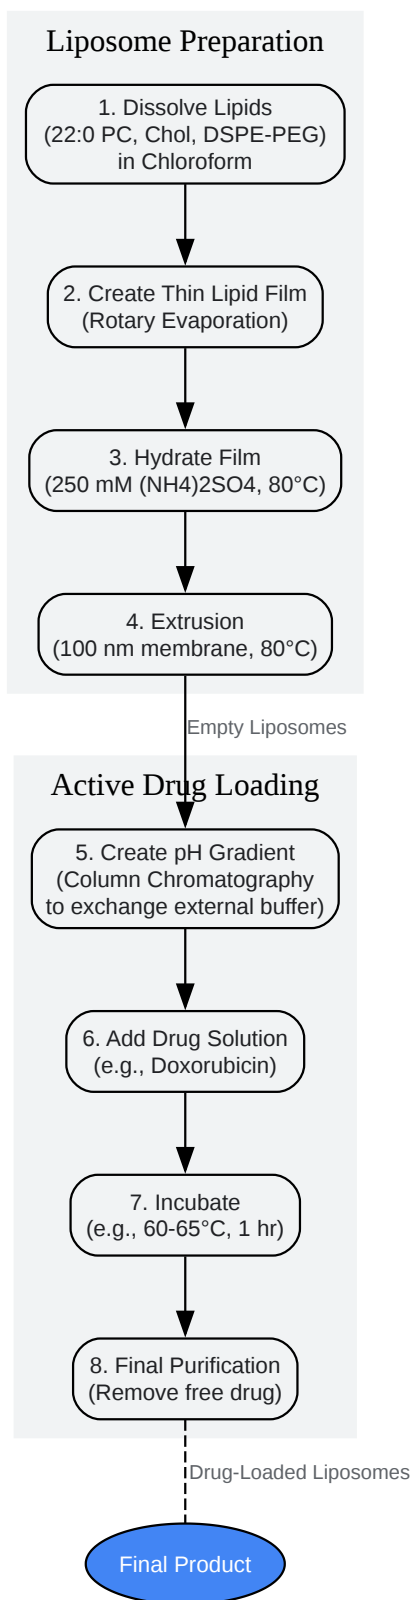 Liposome Preparation
1. Dissolve Lipids
(22:0 PC, Chol, DSPE-PEG)
in Chloroform
2. Create Thin Lipid Film
(Rotary Evaporation)
3. Hydrate Film
(250 mM (NH4)2SO4, 80°C)
4. Extrusion
(100 nm membrane, 80°C)
Empty Liposomes
Active Drug Loading
5. Create pH Gradient
(Column Chromatography
to exchange external buffer)
6. Add Drug Solution
(e.g., Doxorubicin)
7. Incubate
(e.g., 60-65°C, 1 hr)
8. Final Purification
(Remove free drug)
Drug-Loaded Liposomes
Final Product